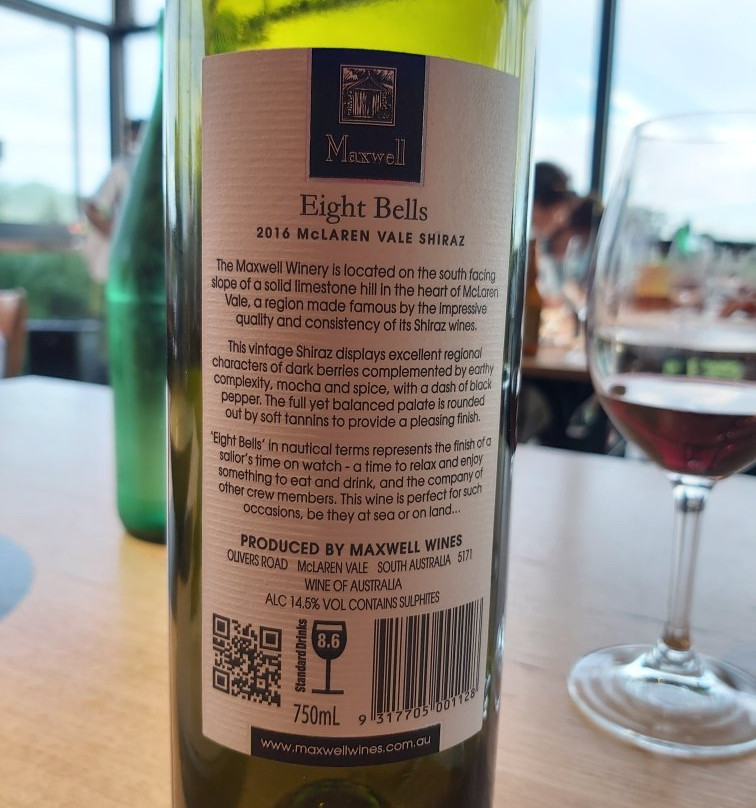 Maxwell
Eight Bells
2016 McLAREN VALE SHIRAZ
The Maxwell Winery is located on the south facing
slope of a solid limestone hill in the heart of McLaren
Vale, a region made famous by the impressive
quality and consistency of its Shiraz wines.
This vintage Shiraz displays excellent regional
characters of dark berries complemented by earthy
complexity, mocha and spice, with a dash of black
pepper. The full yet balanced palate is rounded
out by soft tannins to provide a pleasing finish.
'Eight Bells' in nautical terms represents the finish of a
sailor's time on watch - a time to relax and enjoy
something to eat and drink, and the company of
other crew members. This wine is perfect for such
occasions, be they at sea or on land...
PRODUCED BY MAXWELL WINES
OLIVERS ROAD McLAREN VALE SOUTH AUSTRALIA 5171
WINE OF AUSTRALIA
ALC 14.5% VOL CONTAINS SULPHITES
Standard Drinks
8.6
750mL
9 317705 001128
www.maxwellwines.com.au